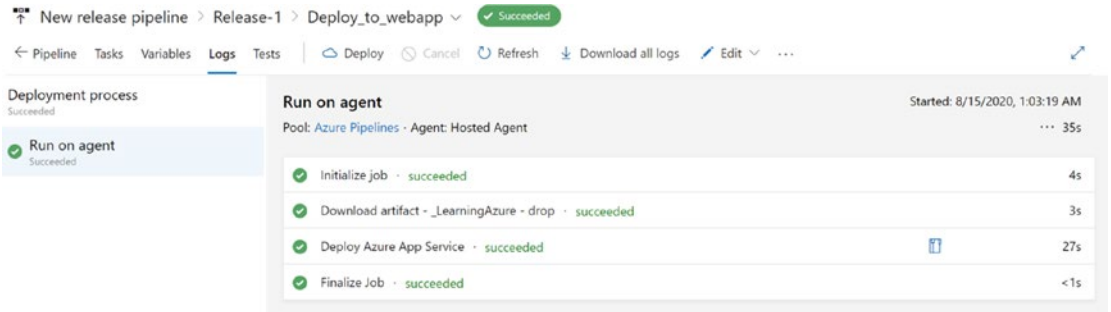 New release pipeline > Release-1 > Deploy_to_webapp Succeeded
Pipeline Tasks Variables Logs Tests Deploy Cancel Refresh Download all logs Edit ...
Deployment process
Succeeded
Run on agent
Succeeded
Run on agent Started: 8/15/2020, 1:03:19 AM
Pool: Azure Pipelines · Agent: Hosted Agent ... 35s
Initialize job · succeeded 4s
Download artifact - _LearningAzure - drop · succeeded 3s
Deploy Azure App Service · succeeded 27s
Finalize Job · succeeded <1s